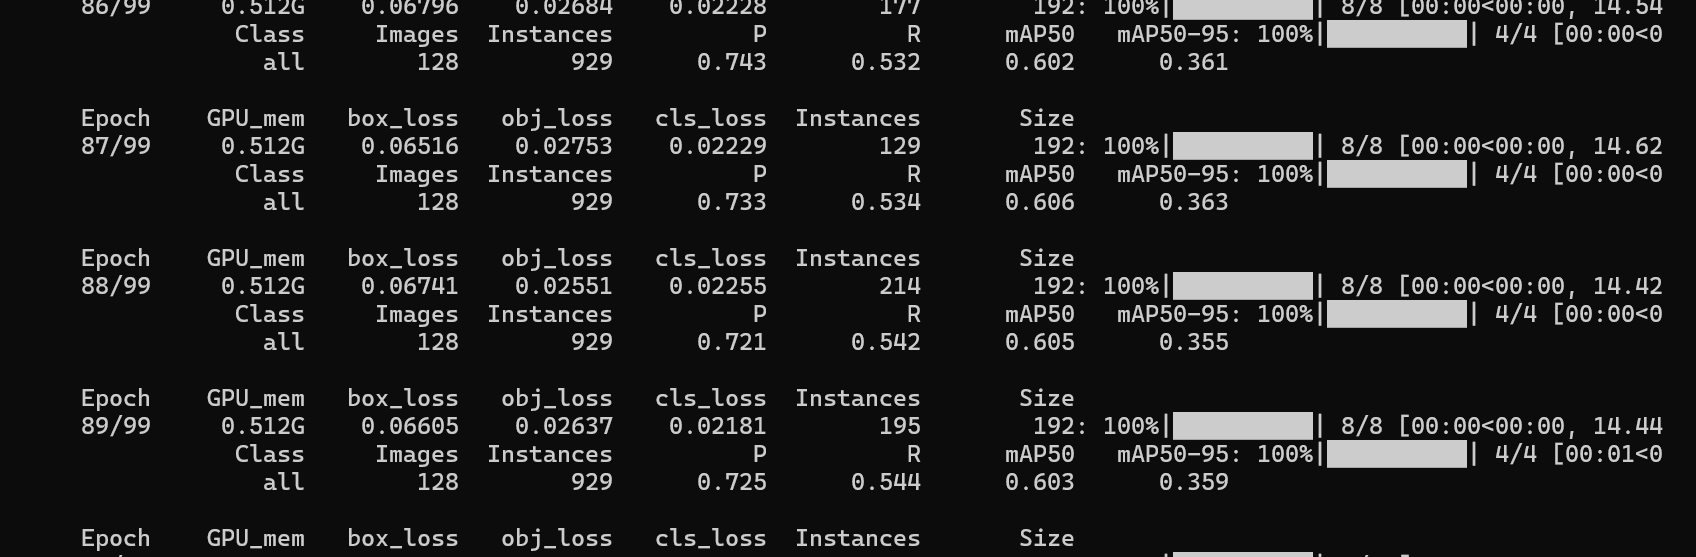 86/99 0.512G 0.06796 0.02684 0.02228 177 192: 100%|██████████| 8/8 [00:00<00:00, 14.54
Class Images Instances P R mAP50 mAP50-95: 100%|██████████| 4/4 [00:00<0
all 128 929 0.743 0.532 0.602 0.361
Epoch GPU_mem box_loss obj_loss cls_loss Instances Size
87/99 0.512G 0.06516 0.02753 0.02229 129 192: 100%|██████████| 8/8 [00:00<00:00, 14.62
Class Images Instances P R mAP50 mAP50-95: 100%|██████████| 4/4 [00:00<0
all 128 929 0.733 0.534 0.606 0.363
Epoch GPU_mem box_loss obj_loss cls_loss Instances Size
88/99 0.512G 0.06741 0.02551 0.02255 214 192: 100%|██████████| 8/8 [00:00<00:00, 14.42
Class Images Instances P R mAP50 mAP50-95: 100%|██████████| 4/4 [00:00<0
all 128 929 0.721 0.542 0.605 0.355
Epoch GPU_mem box_loss obj_loss cls_loss Instances Size
89/99 0.512G 0.06605 0.02637 0.02181 195 192: 100%|██████████| 8/8 [00:00<00:00, 14.44
Class Images Instances P R mAP50 mAP50-95: 100%|██████████| 4/4 [00:01<0
all 128 929 0.725 0.544 0.603 0.359
Epoch GPU_mem box_loss obj_loss cls_loss Instances Size